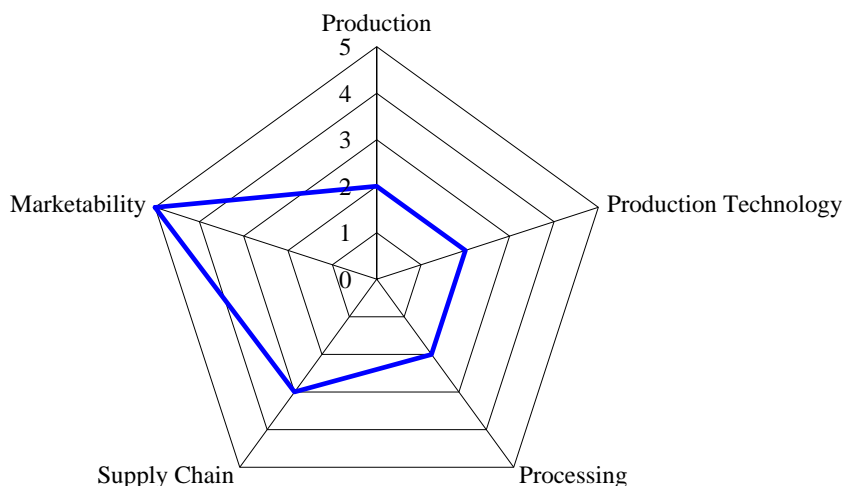 Production
5
4
3
2
1
0
Marketability
Production Technology
Supply Chain
Processing